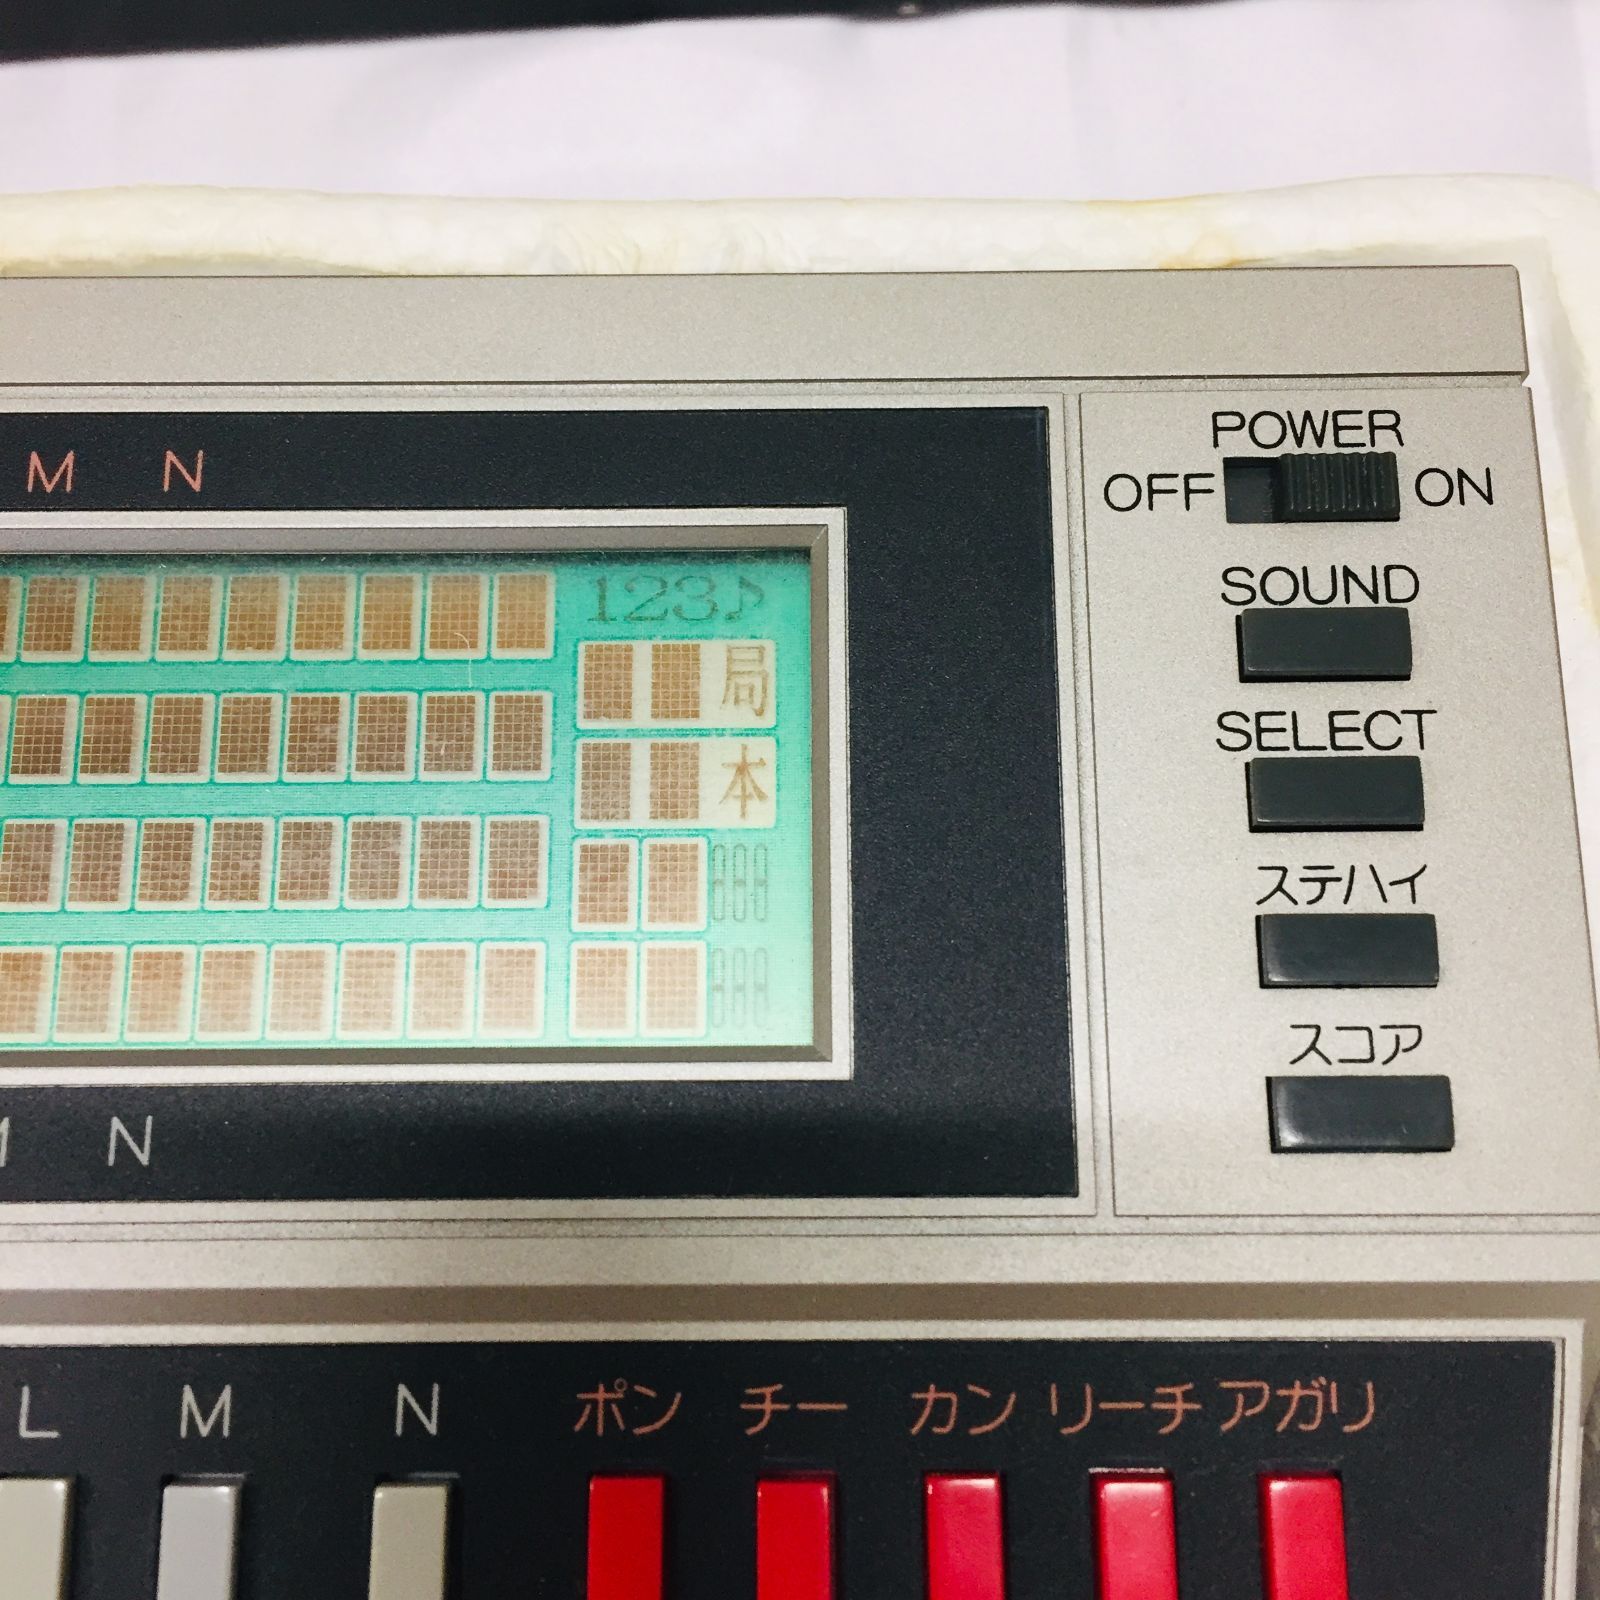 POWER
OFF ON
M N
SOUND
123♪
局
SELECT
本
ステハイ
スコア
M N
L M N ポン チー カン リーチ アガリ